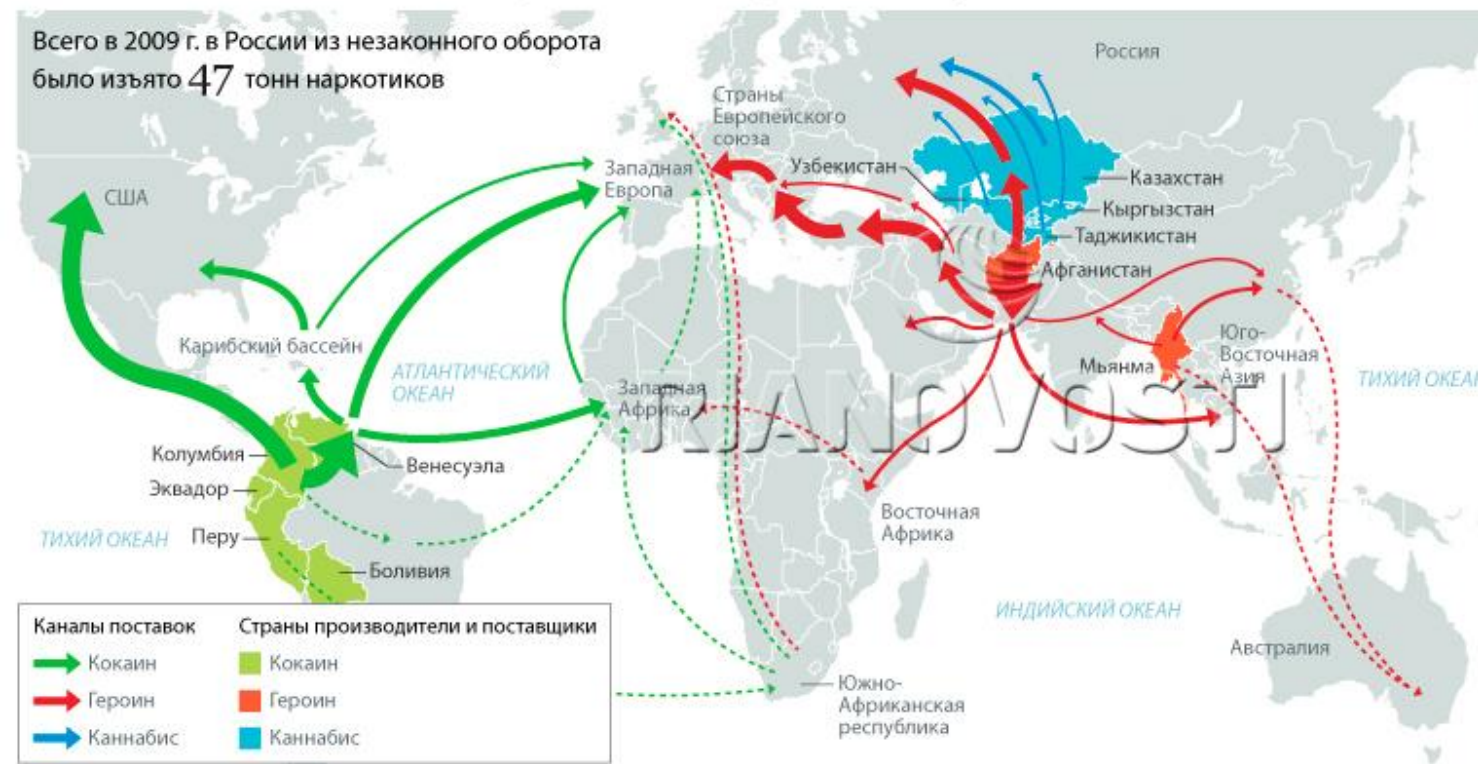 Всего в 2009 г. в России из незаконного оборота
было изъято 47 тонн наркотиков
Россия
Страны
Европейского
союза
Западная
Европа
Узбекистан
Казахстан
Кыргызстан
Таджикистан
Афганистан
США
Карибский бассейн
АТЛАНТИЧЕСКИЙ
ОКЕАН
Западная
Африка
Мьянма
Юго-
Восточная
Азия
ТИХИЙ ОКЕАН
RIANOVOSTI
Колумбия
Венесуэла
Эквадор
Перу
ТИХИЙ ОКЕАН
Боливия
Восточная
Африка
ИНДИЙСКИЙ ОКЕАН
Австралия
Южно-
Африканская
республика
Каналы поставок
Кокаин
Героин
Каннабис
Страны производители и поставщики
Кокаин
Героин
Каннабис